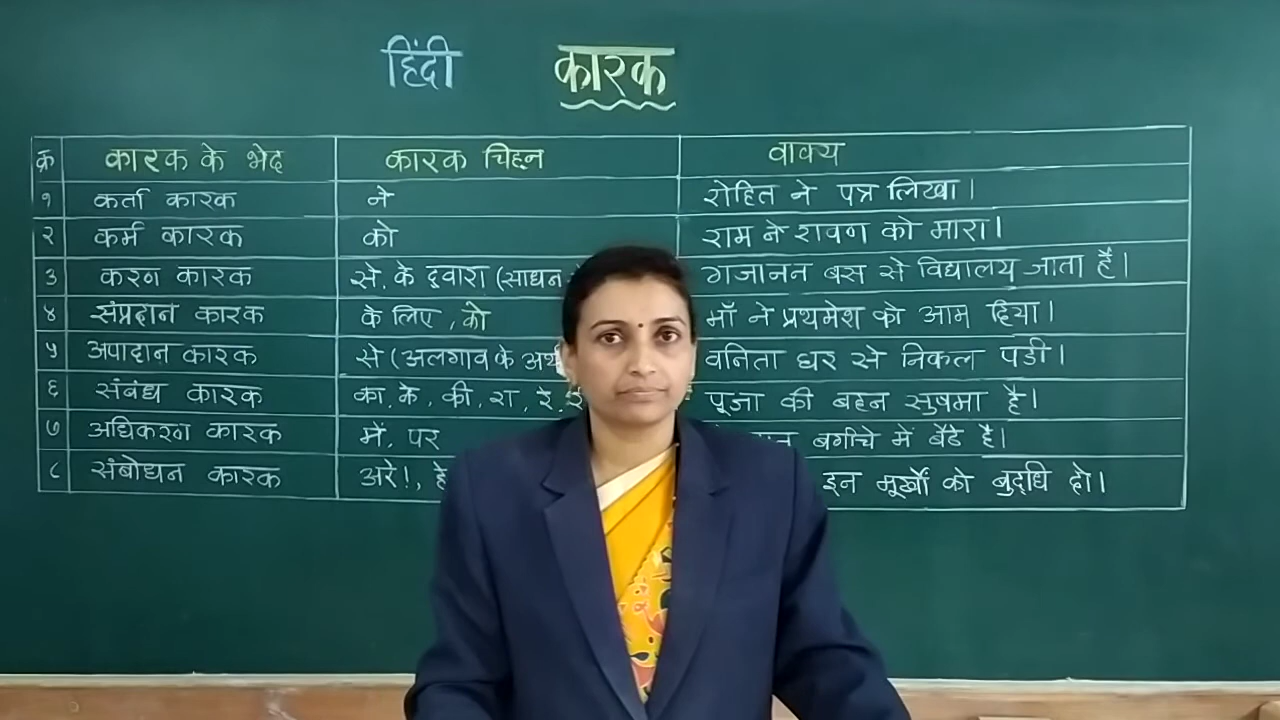 हिंदी कारक
क्र कारक के भेद कारक चिह्न वाक्य
१ कर्ता कारक ने रोहित ने पत्र लिखा।
२ कर्म कारक को राम ने रावण को मारा।
३ करण कारक से, के द्वारा (साधन गजानन बस से विद्यालय जाता है।
४ संप्रदान कारक के लिए, को माँ ने प्रथमेश को आम दिया।
५ अपादान कारक से (अलगाव के वनिता घर से निकल पडी।
६ संबंध कारक का, के, की, रा, रे, पूजा की बहन सुषमा है।
७ अधिकरण कारक में, पर बगीचे में बैठे है।
८ संबोधन कारक अरे!, हे इन मूर्खों को बुद्धि दो।